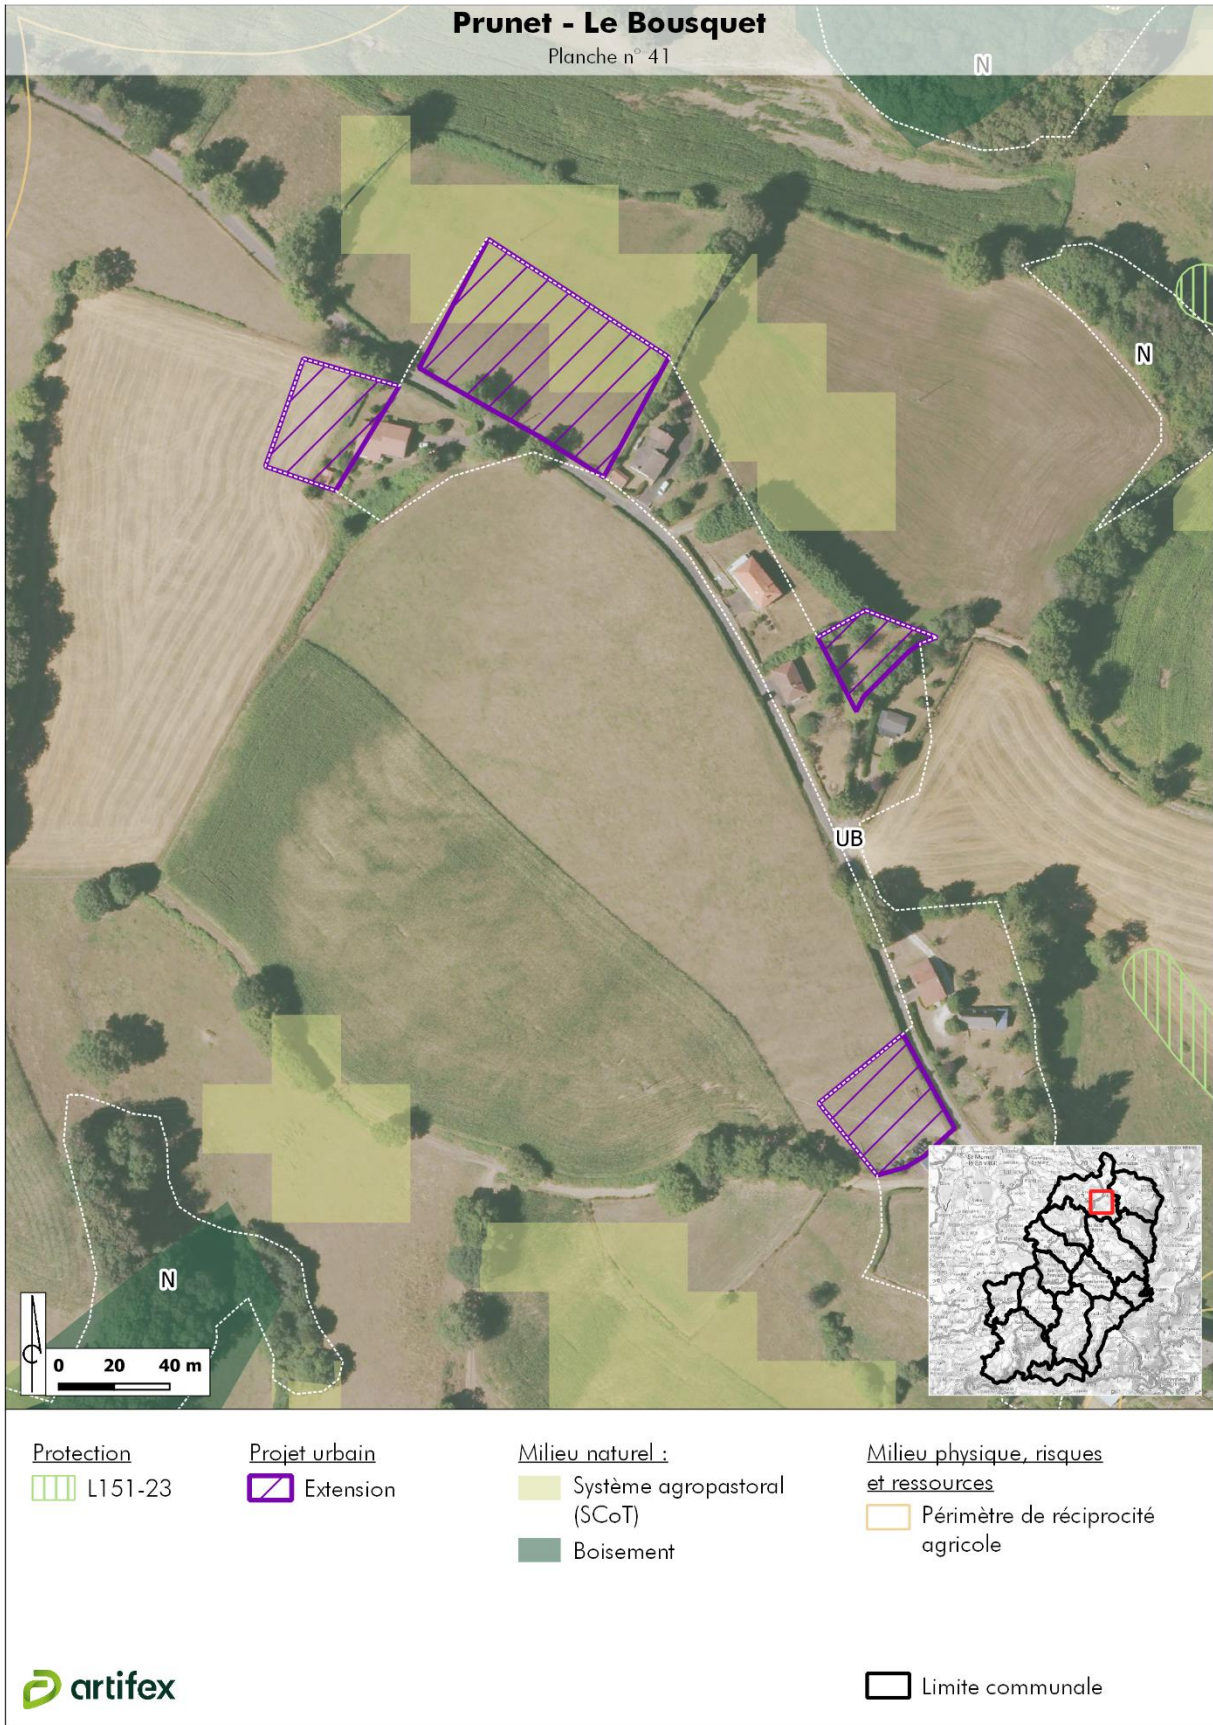 Prunet - Le Bousquet
Planche n° 41
N
N
UB
N
0 20 40 m
Protection
L151-23
Projet urbain
Extension
Milieu naturel :
Système agropastoral
(SCoT)
Boisement
Milieu physique, risques
et ressources
Périmètre de réciprocité
agricole
artifex
Limite communale